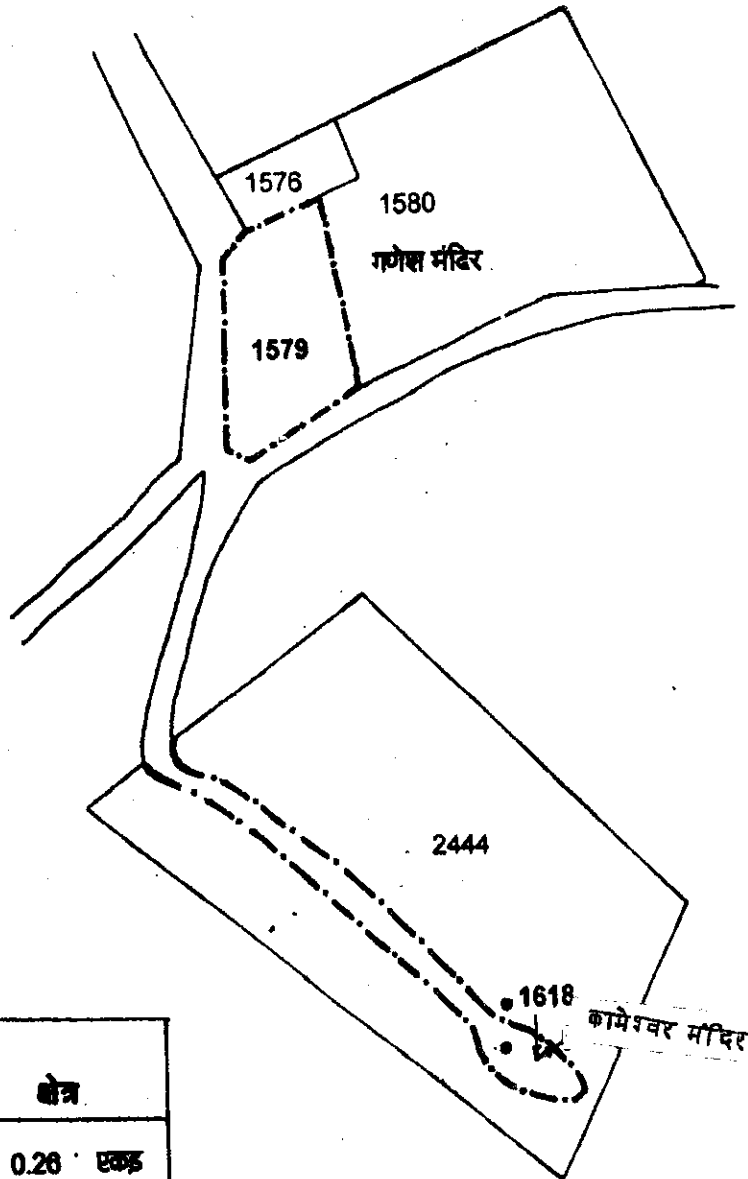 1576
1580
गणेश मंदिर
1579
2444
1618
कामेश्वर मंदिर
क्षेत्र
0.26 एकड़